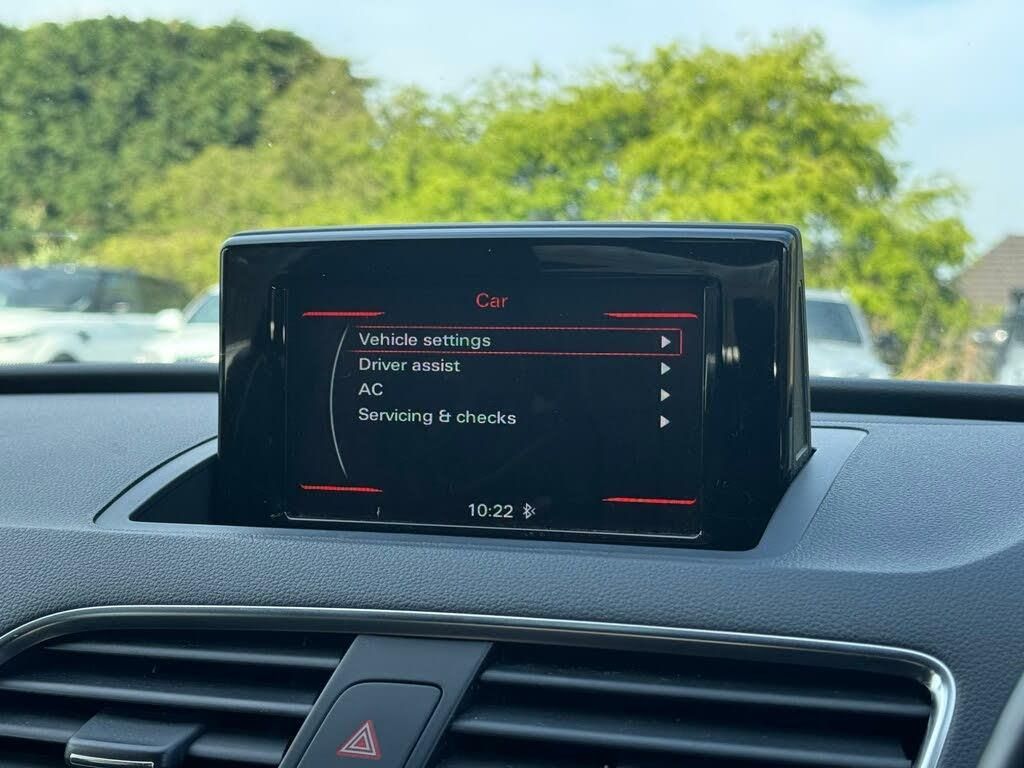 Car
Vehicle settings
Driver assist
AC
Servicing & checks
10:22